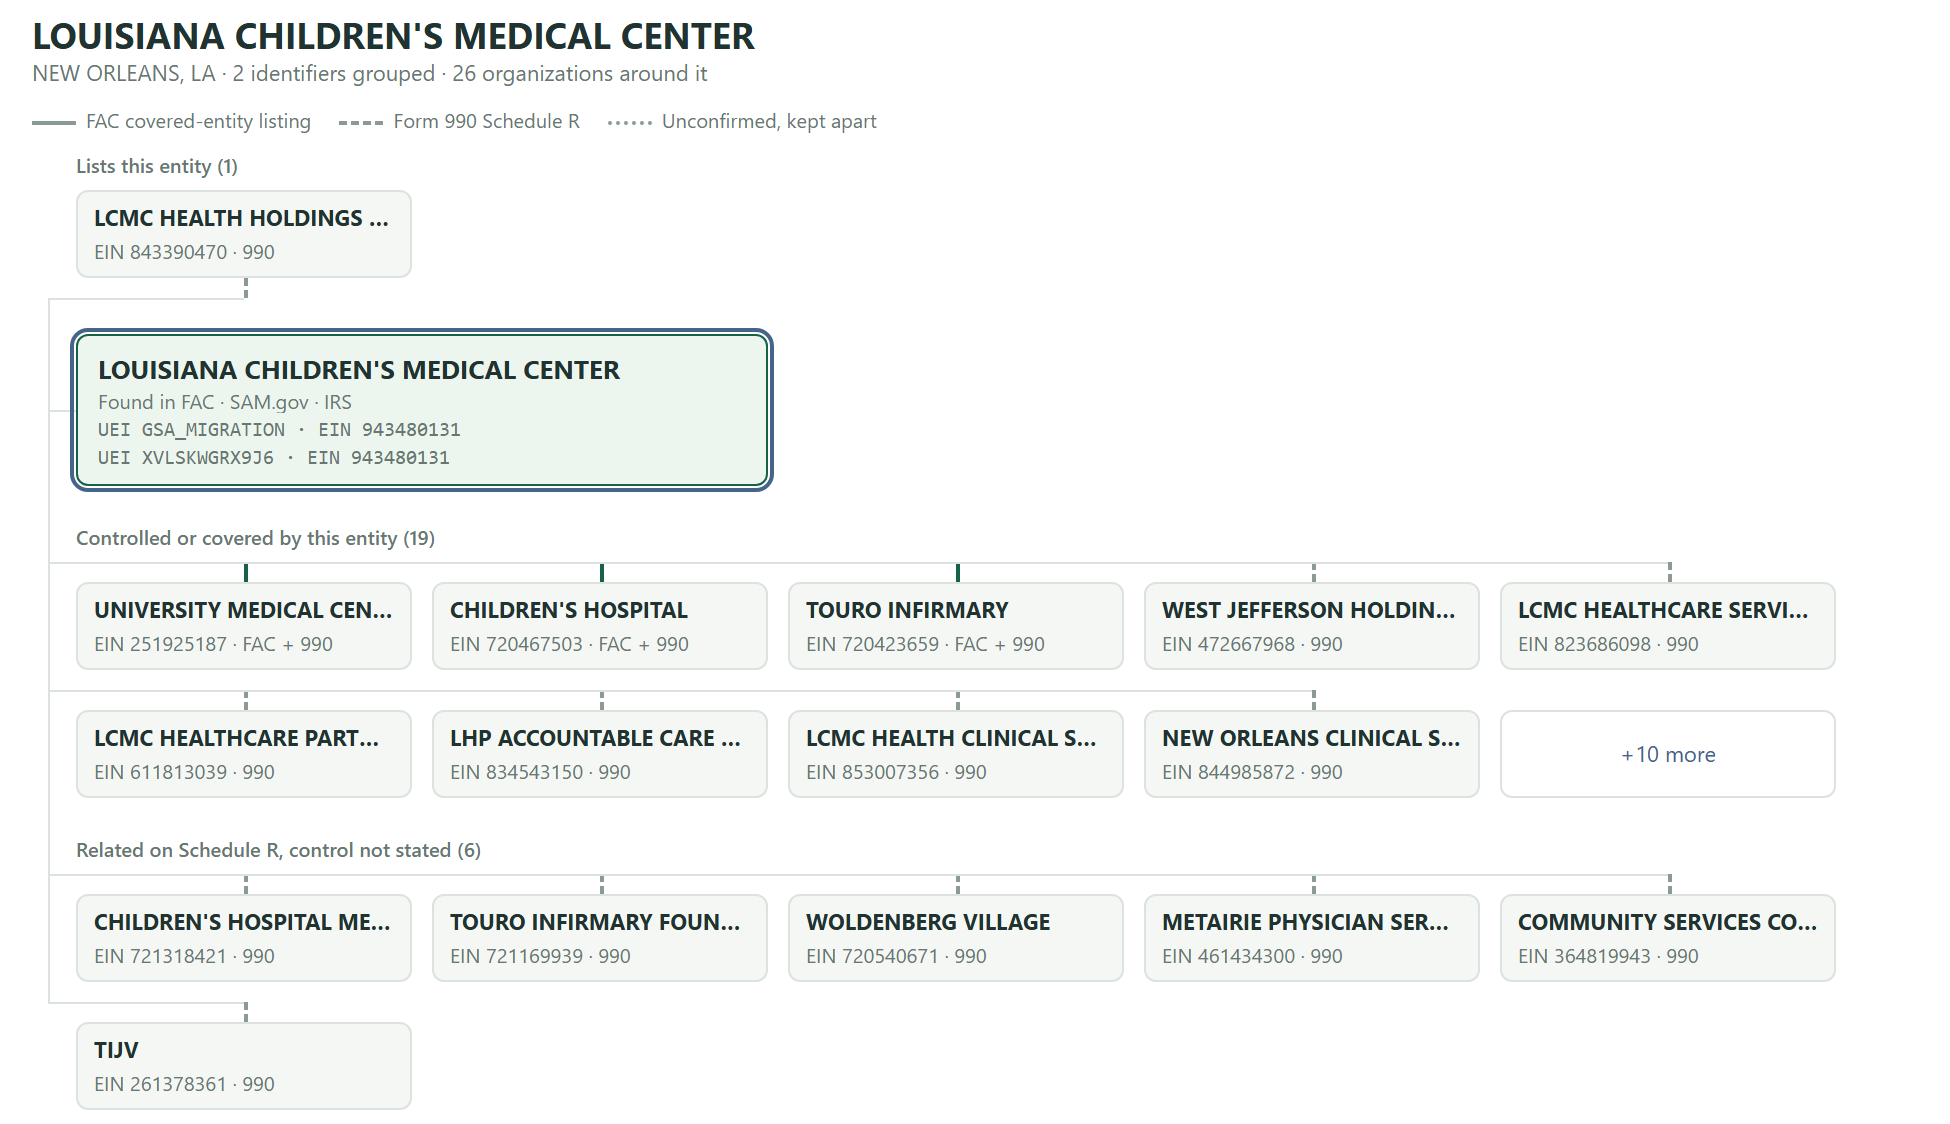 LOUISIANA CHILDREN'S MEDICAL CENTER
NEW ORLEANS, LA · 2 identifiers grouped · 26 organizations around it
FAC covered-entity listing
Form 990 Schedule R
Unconfirmed, kept apart
Lists this entity (1)
LCMC HEALTH HOLDINGS ...
EIN 843390470 · 990
LOUISIANA CHILDREN'S MEDICAL CENTER
Found in FAC · SAM.gov · IRS
UEI GSA_MIGRATION · EIN 943480131
UEI XVLSKWGRX9J6 · EIN 943480131
Controlled or covered by this entity (19)
UNIVERSITY MEDICAL CEN...
EIN 251925187 · FAC + 990
CHILDREN'S HOSPITAL
EIN 720467503 · FAC + 990
TOURO INFIRMARY
EIN 720423659 · FAC + 990
WEST JEFFERSON HOLDIN...
EIN 472667968 · 990
LCMC HEALTHCARE SERVI...
EIN 823686098 · 990
LCMC HEALTHCARE PART...
EIN 611813039 · 990
LHP ACCOUNTABLE CARE ...
EIN 834543150 · 990
LCMC HEALTH CLINICAL S...
EIN 853007356 · 990
NEW ORLEANS CLINICAL S...
EIN 844985872 · 990
+10 more
Related on Schedule R, control not stated (6)
CHILDREN'S HOSPITAL ME...
EIN 721318421 · 990
TOURO INFIRMARY FOUN...
EIN 721169939 · 990
WOLDENBERG VILLAGE
EIN 720540671 · 990
METAIRIE PHYSICIAN SER...
EIN 461434300 · 990
COMMUNITY SERVICES CO...
EIN 364819943 · 990
TIJV
EIN 261378361 · 990